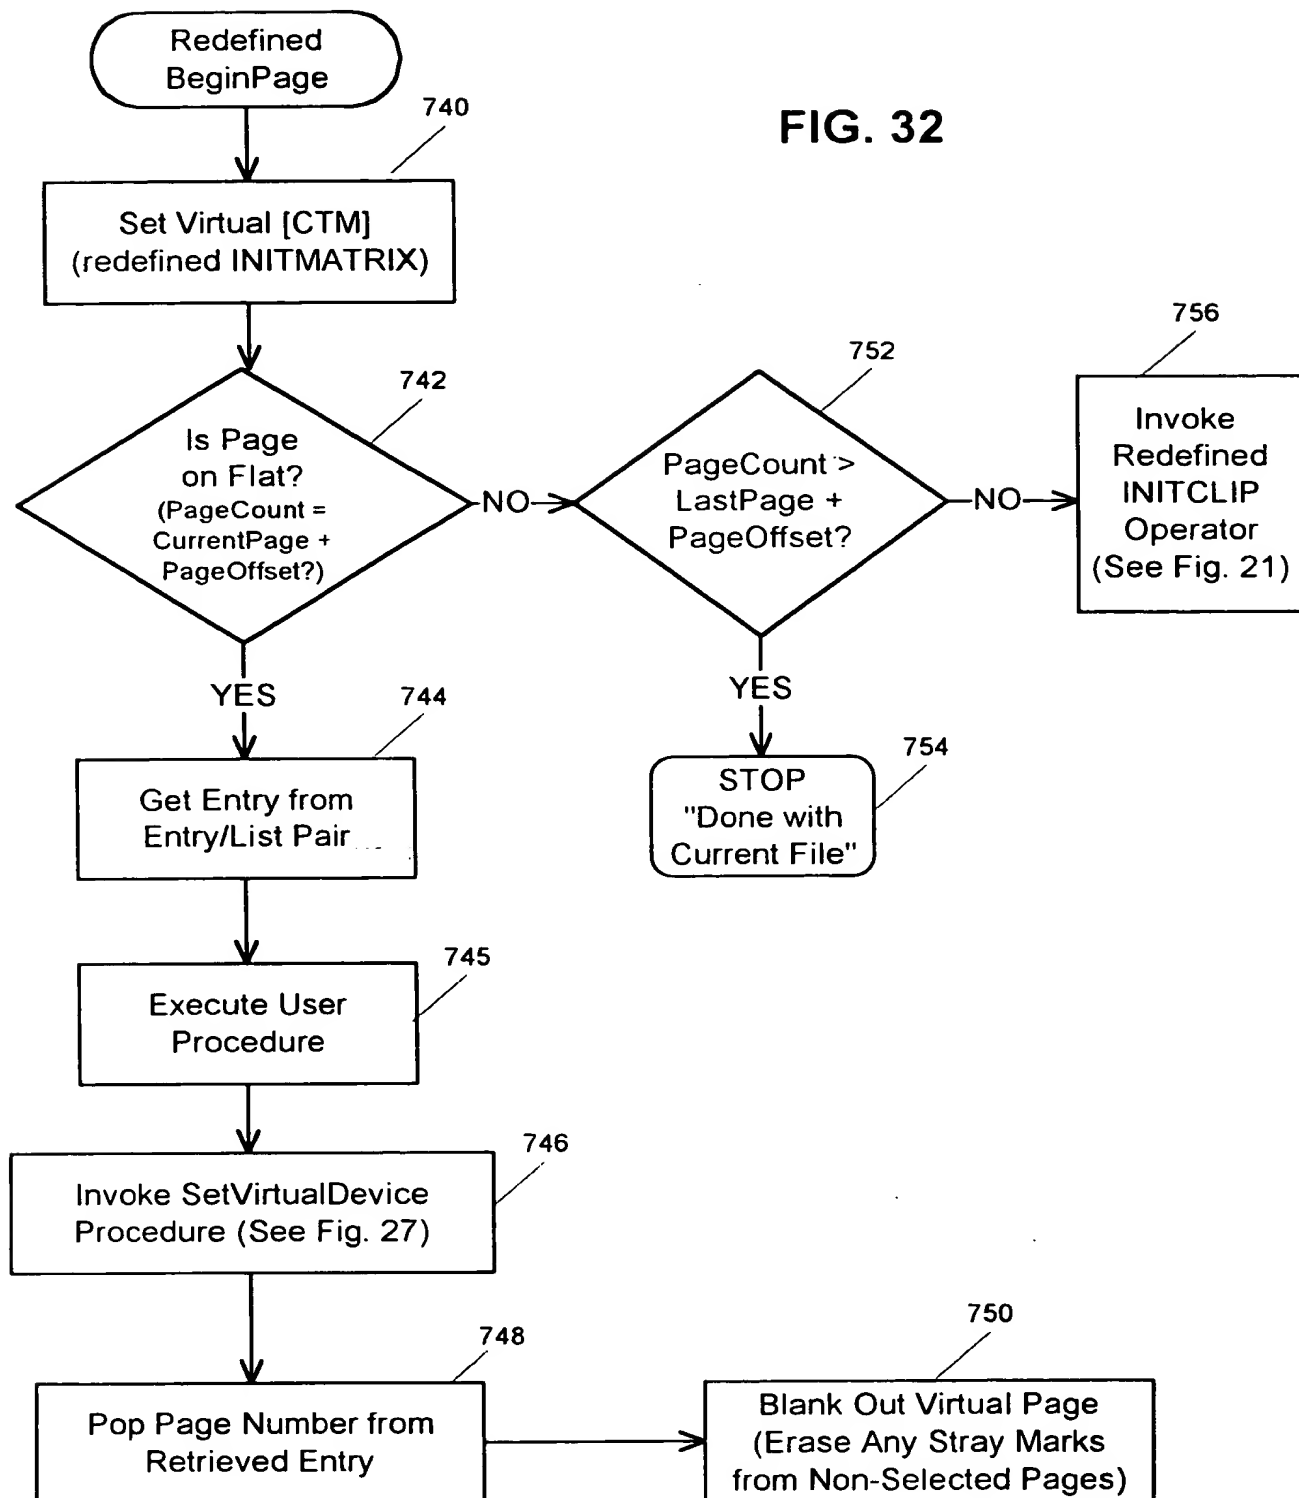 Redefined
BeginPage
FIG. 32
740
Set Virtual [CTM]
(redefined INITMATRIX)
742
Is Page
on Flat?
(PageCount =
CurrentPage +
PageOffset?)
NO
752
PageCount >
LastPage +
PageOffset?
NO
756
Invoke
Redefined
INITCLIP
Operator
(See Fig. 21)
YES
YES
744
Get Entry from
Entry/List Pair
754
STOP
"Done with
Current File"
745
Execute User
Procedure
746
Invoke SetVirtualDevice
Procedure (See Fig. 27)
748
Pop Page Number from
Retrieved Entry
750
Blank Out Virtual Page
(Erase Any Stray Marks
from Non-Selected Pages)